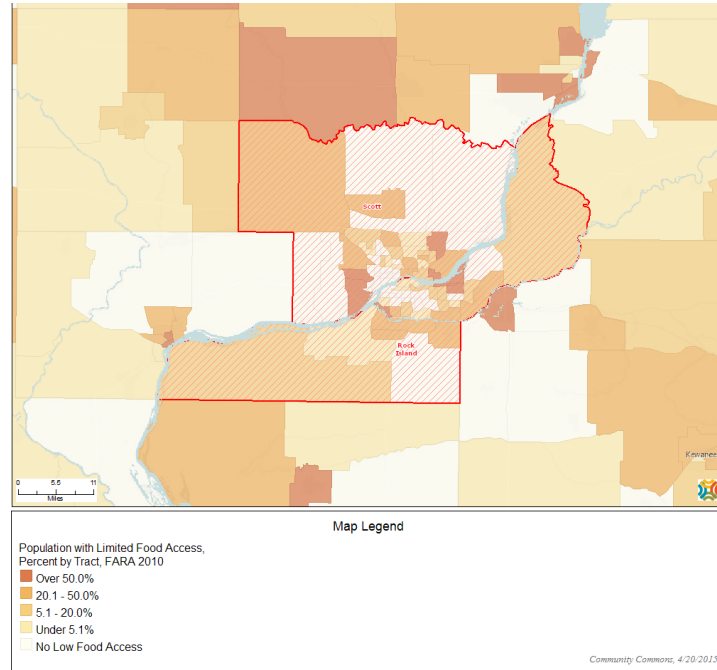 Scott
Rock
Island
Kewanee
0 5.5 11
Miles
Map Legend
Population with Limited Food Access,
Percent by Tract, FARA 2010
Over 50.0%
20.1 - 50.0%
5.1 - 20.0%
Under 5.1%
No Low Food Access
Community Commons, 4/20/2015